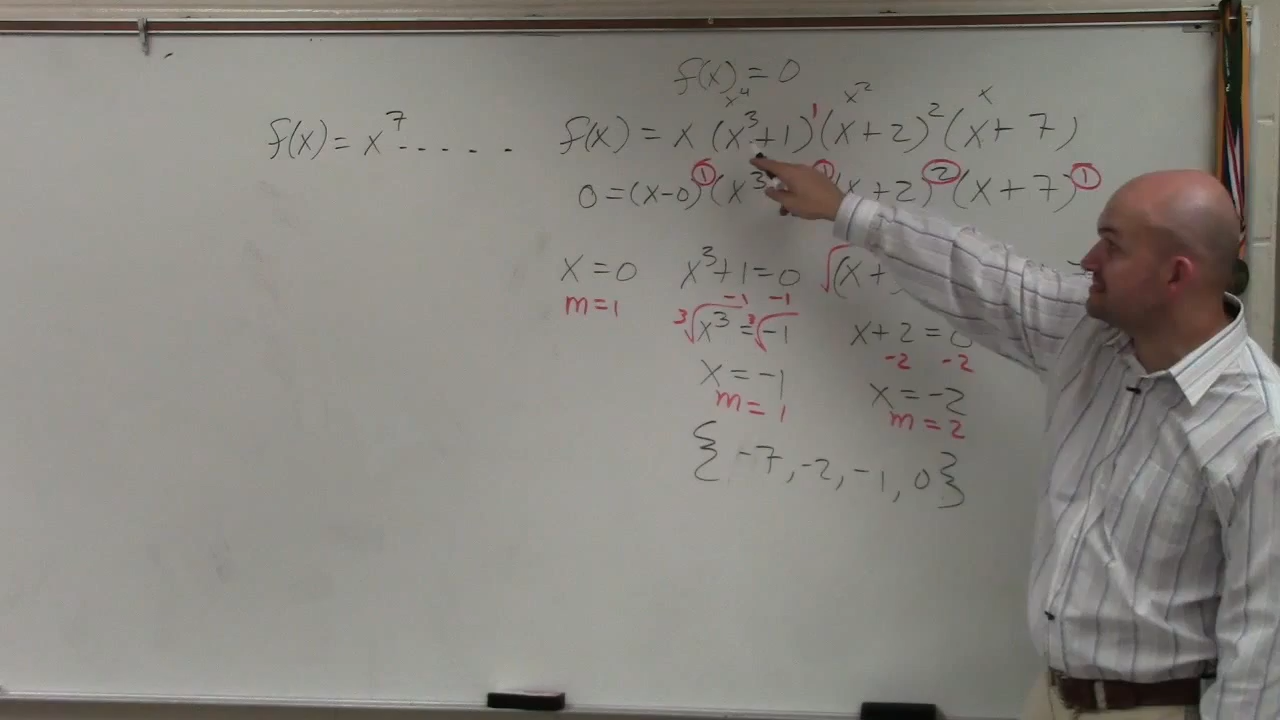 f(x) = 0
x⁴ x² x
f(x) = x⁷ - - - - - .
f(x) = x (x³+1)¹(x+2)²(x+7)
0 = (x-0)¹(x³ ¹(x+2)²(x+7)¹
x = 0 x³+1=0 √(x+
m=1 -1 -1
³√x³ = ³√-1 x+2 = 0
-2 -2
x = -1 x = -2
m = 1 m = 2
{ -7, -2, -1, 0}